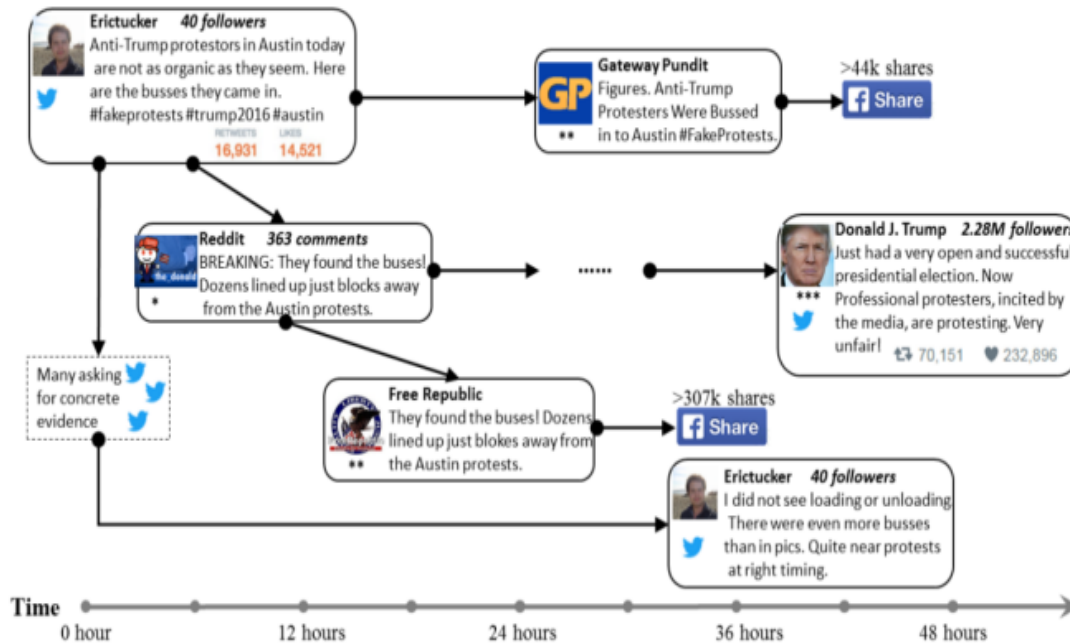 Erictucker 40 followers
Anti-Trump protestors in Austin today
are not as organic as they seem. Here
are the busses they came in.
#fakeprotests #trump2016 #austin
RETWEETS LIKES
16,931 14,521
GP
**
Gateway Pundit
Figures. Anti-Trump
Protesters Were Bussed
in to Austin #FakeProtests.
>44k shares
f Share
the_donald
*
Reddit 363 comments
BREAKING: They found the buses!
Dozens lined up just blocks away
from the Austin protests.
......
***
Donald J. Trump 2.28M followers
Just had a very open and successful
presidential election. Now
Professional protesters, incited by
the media, are protesting. Very
unfair!
70,151 232,896
Many asking
for concrete
evidence
**
Free Republic
They found the buses! Dozens
lined up just blokes away from
the Austin protests.
>307k shares
f Share
Erictucker 40 followers
I did not see loading or unloading.
There were even more busses
than in pics. Quite near protests
at right timing.
Time
0 hour 12 hours 24 hours 36 hours 48 hours